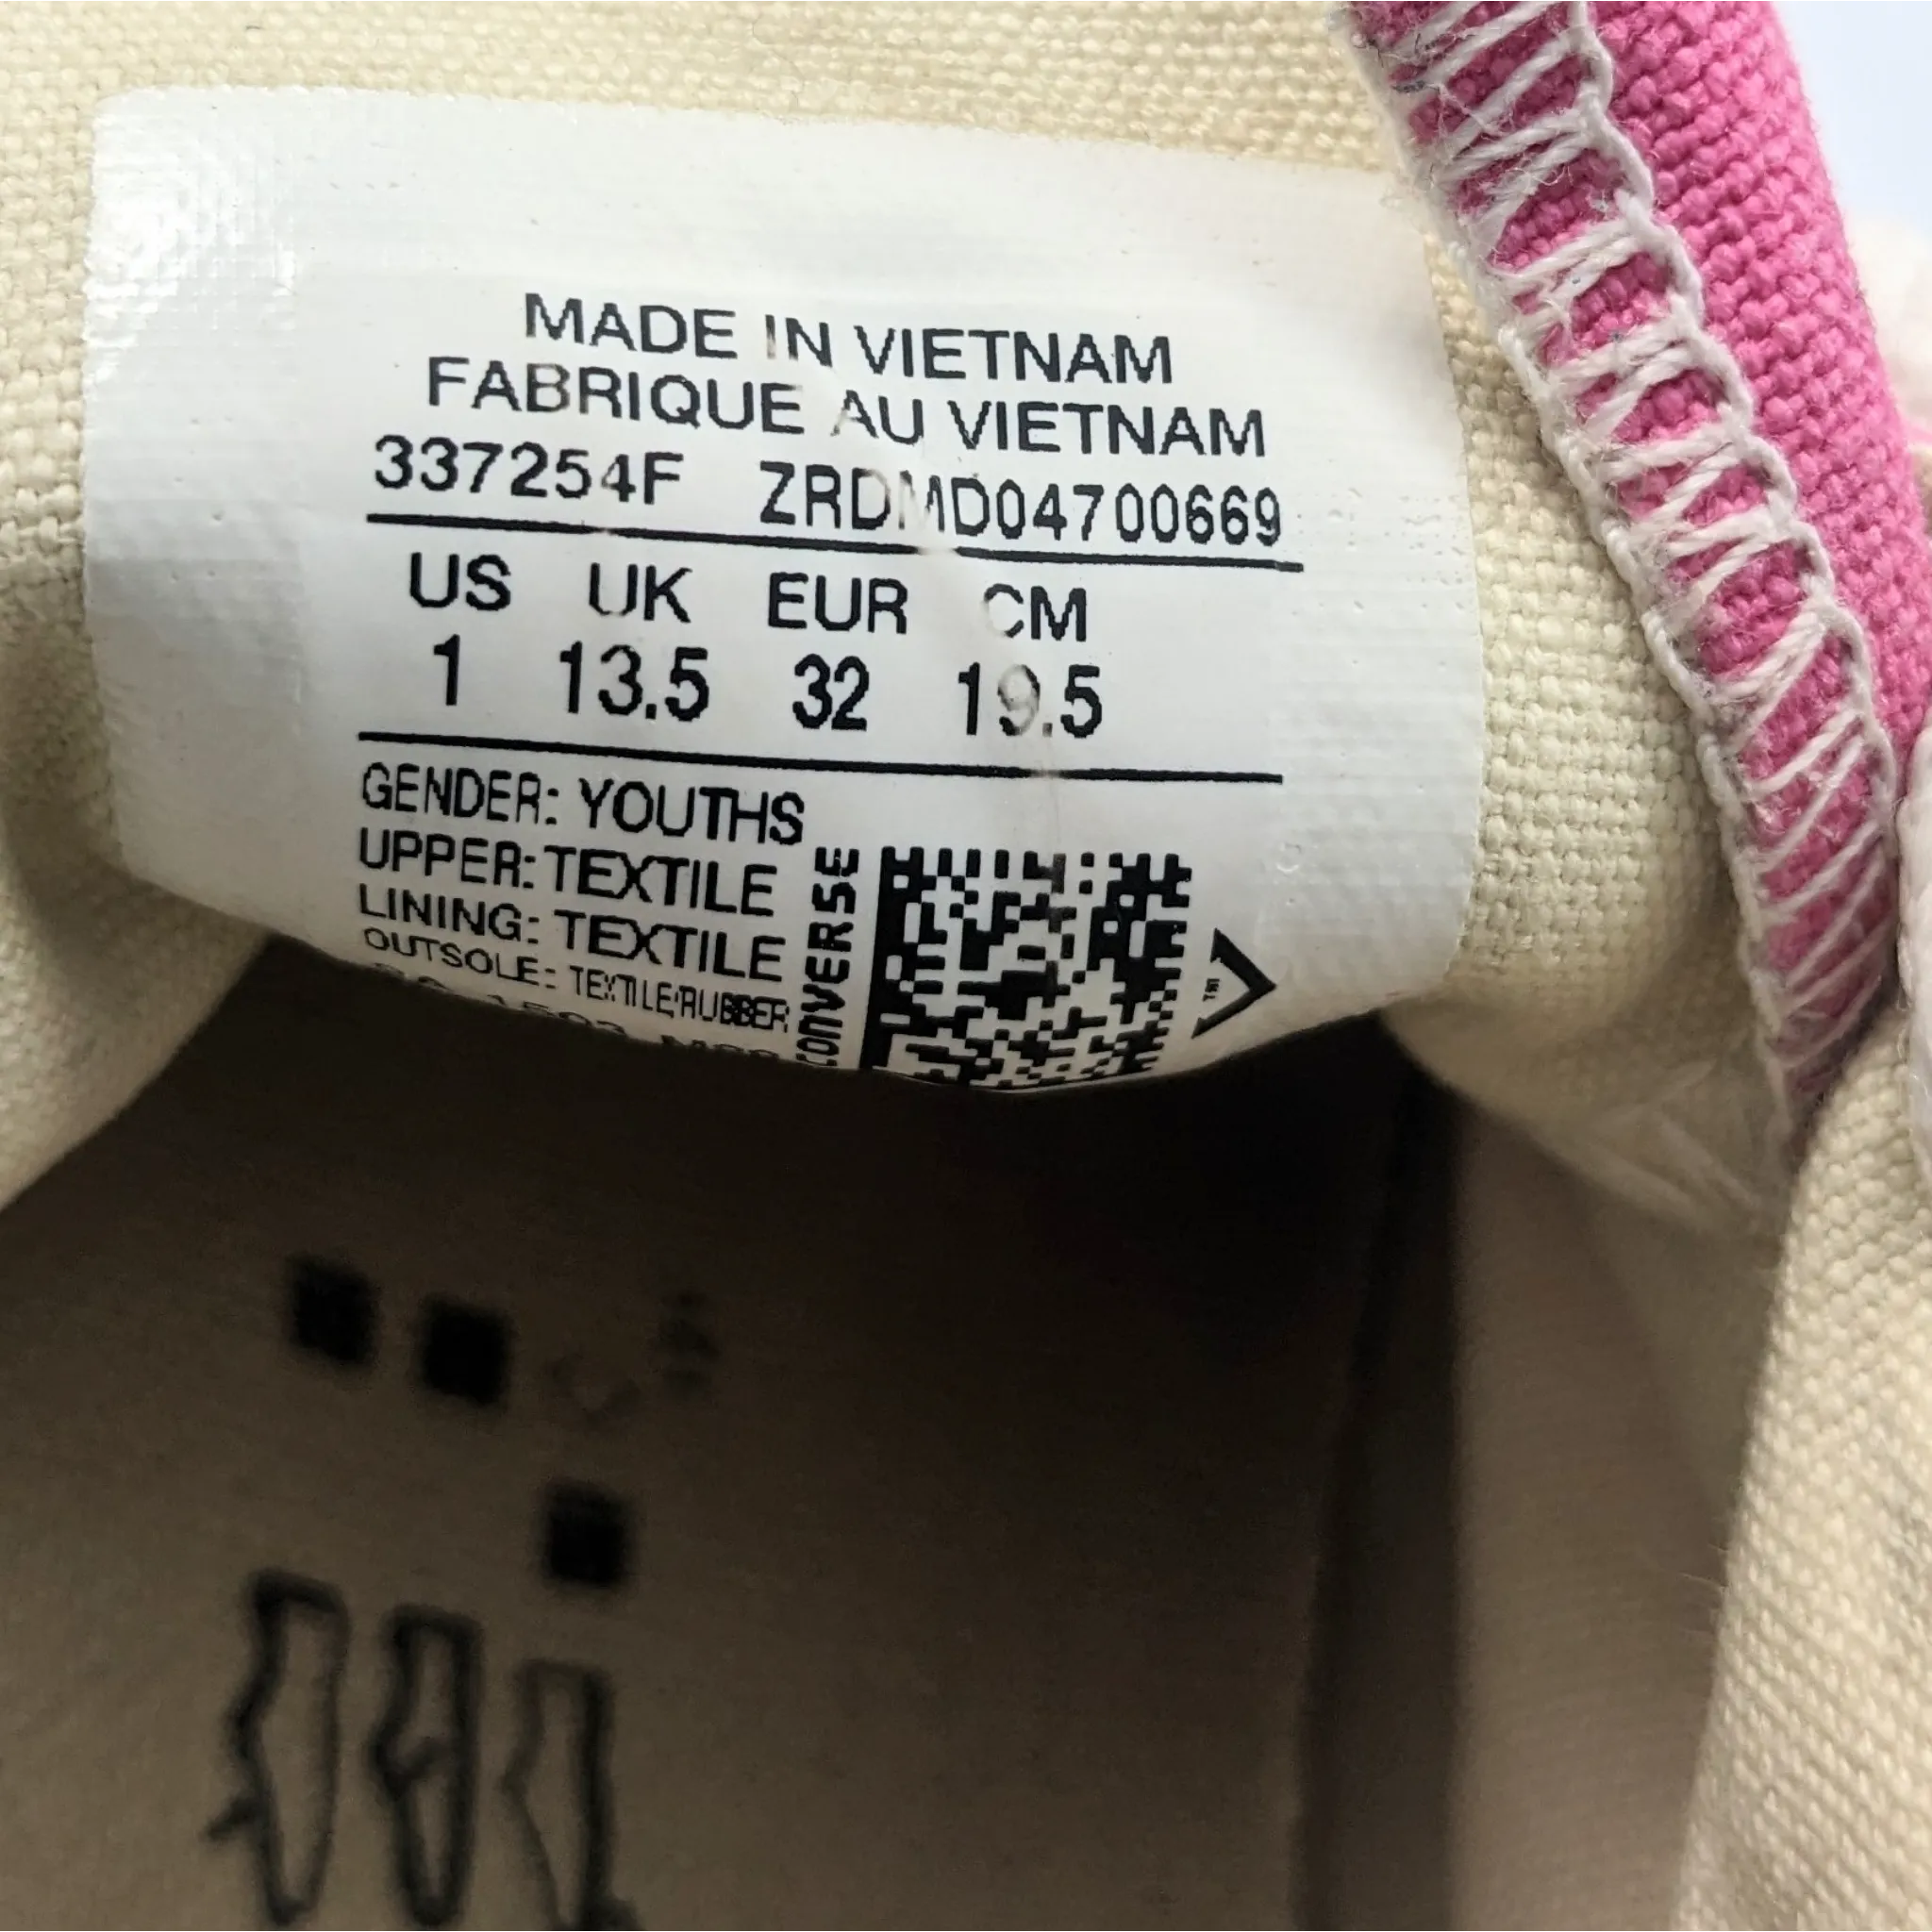 MADE IN VIETNAM
FABRIQUE AU VIETNAM
337254F ZRDMD04700669
US UK EUR CM
1 13.5 32 19.5
GENDER: YOUTHS
UPPER: TEXTILE
LINING: TEXTILE
OUTSOLE: TEXTILE/RUBBER
CONVERSE
TM